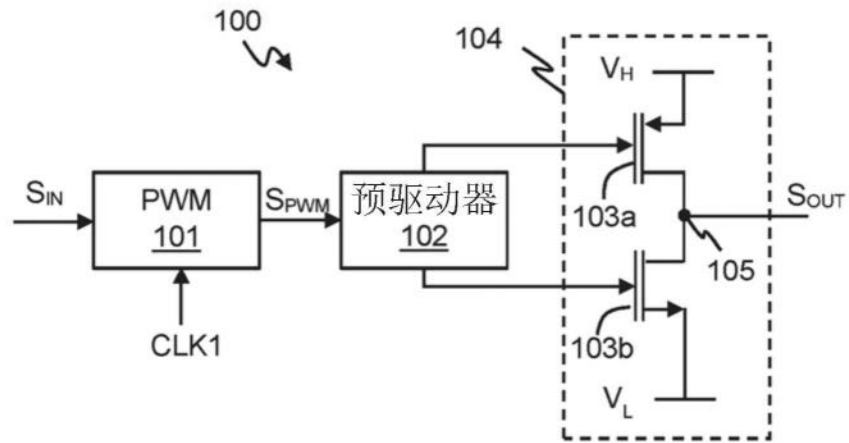 100
104
V_H
S_IN
PWM
101
S_PWM
预驱动器
102
103a
S_OUT
105
CLK1
103b
V_L